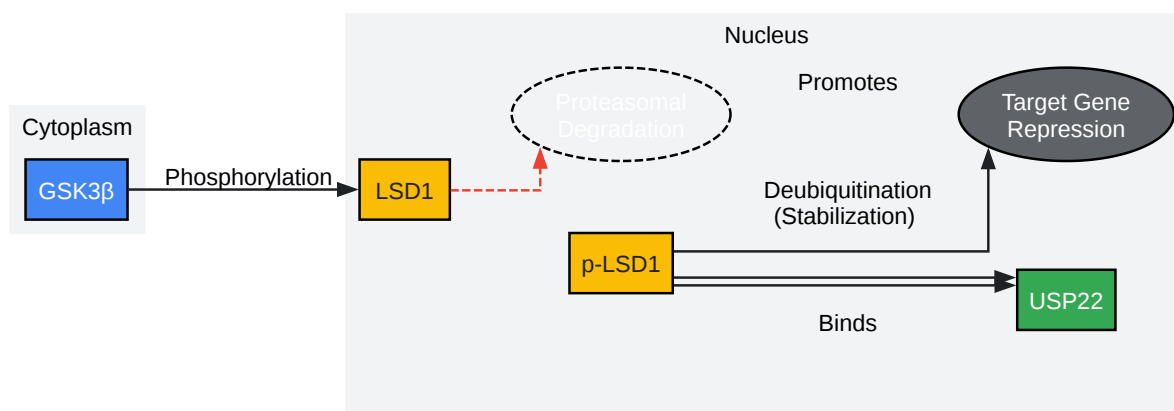 Nucleus
Promotes
Cytoplasm
Proteasomal
Degradation
Target Gene
Repression
GSK3β
Phosphorylation
LSD1
Deubiquitination
(Stabilization)
p-LSD1
USP22
Binds